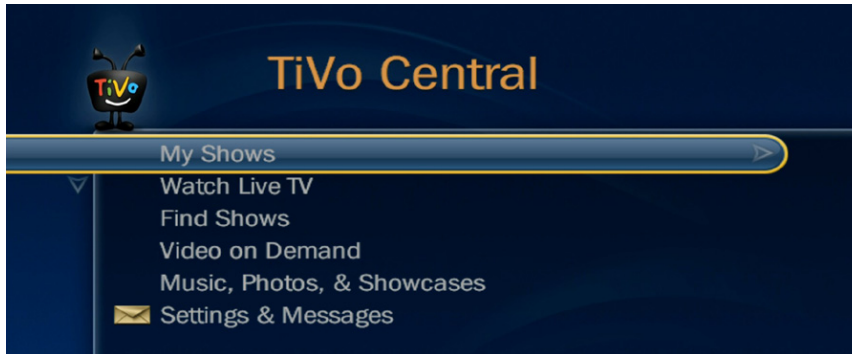 TiVo
TiVo Central
My Shows
Watch Live TV
Find Shows
Video on Demand
Music, Photos, & Showcases
Settings & Messages